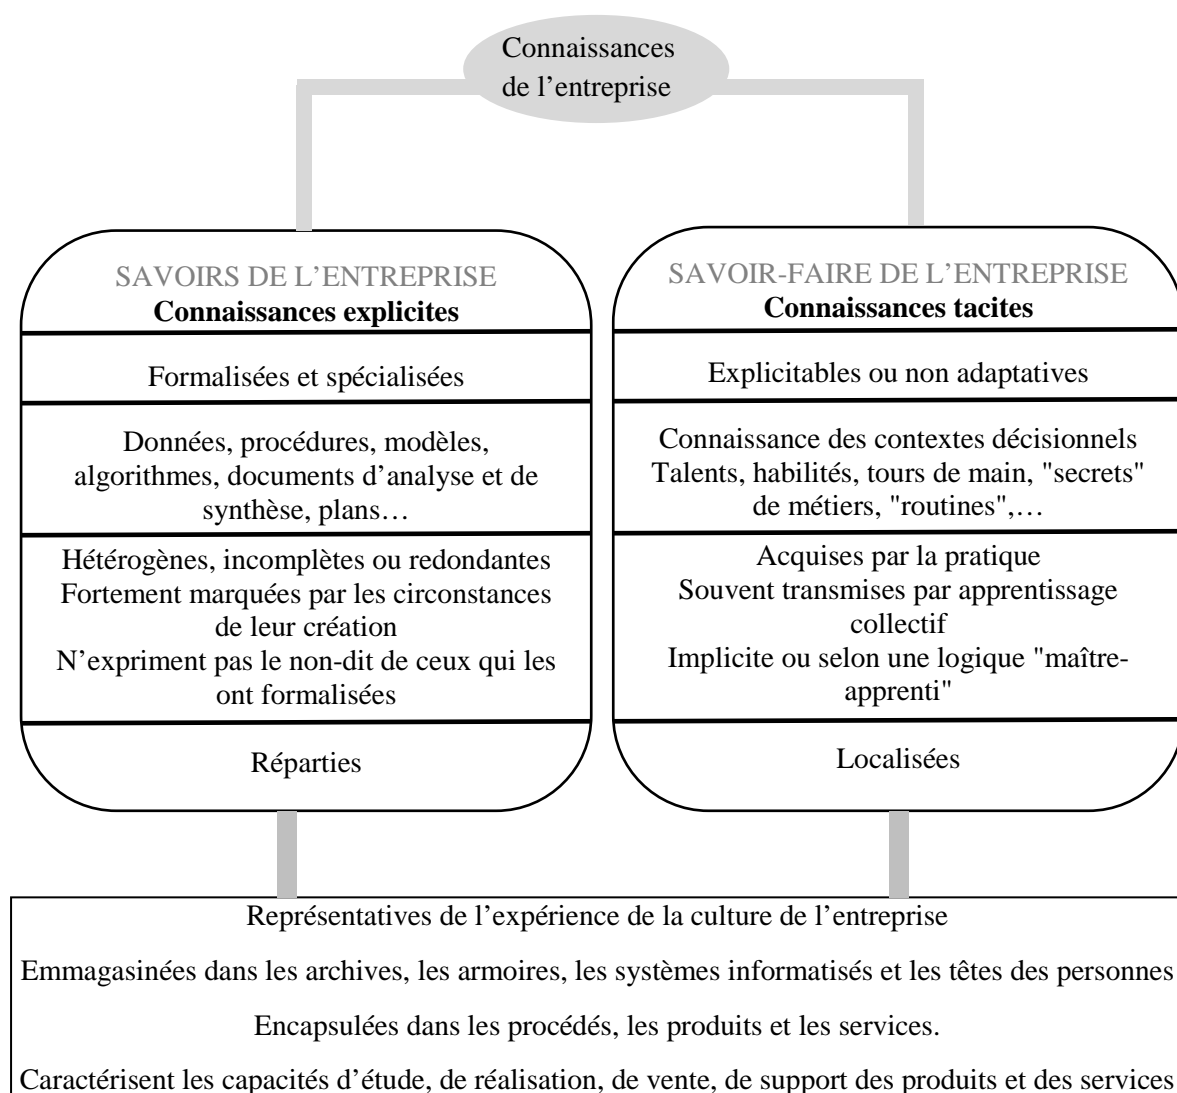 Connaissances
de l’entreprise
SAVOIRS DE L’ENTREPRISE
Connaissances explicites
Formalisées et spécialisées
Données, procédures, modèles,
algorithmes, documents d’analyse et de
synthèse, plans…
Hétérogènes, incomplètes ou redondantes
Fortement marquées par les circonstances
de leur création
N’expriment pas le non-dit de ceux qui les
ont formalisées
Réparties
SAVOIR-FAIRE DE L’ENTREPRISE
Connaissances tacites
Explicitables ou non adaptatives
Connaissance des contextes décisionnels
Talents, habilités, tours de main, "secrets"
de métiers, "routines",…
Acquises par la pratique
Souvent transmises par apprentissage
collectif
Implicite ou selon une logique "maître-
apprenti"
Localisées
Représentatives de l’expérience de la culture de l’entreprise
Emmagasinées dans les archives, les armoires, les systèmes informatisés et les têtes des personnes
Encapsulées dans les procédés, les produits et les services.
Caractérisent les capacités d’étude, de réalisation, de vente, de support des produits et des services